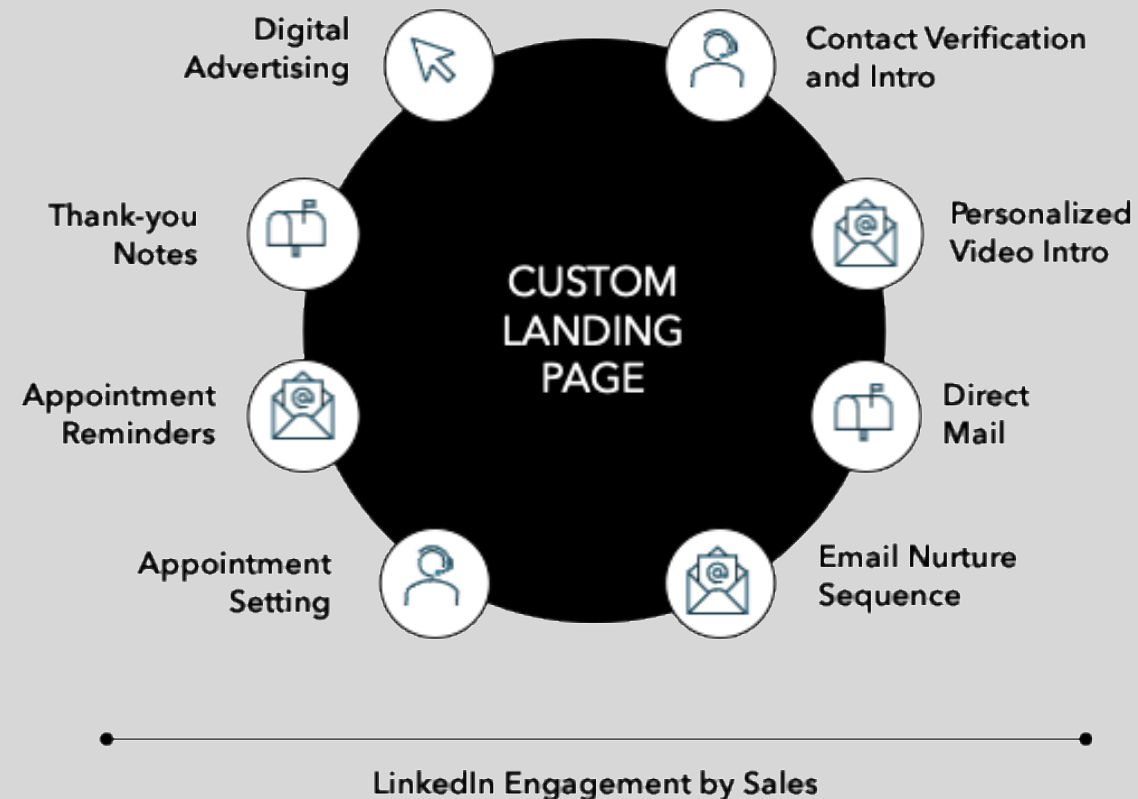 Digital
Advertising
Contact Verification
and Intro
Thank-you
Notes
Personalized
Video Intro
CUSTOM
LANDING
PAGE
Appointment
Reminders
Direct
Mail
Appointment
Setting
Email Nurture
Sequence
LinkedIn Engagement by Sales